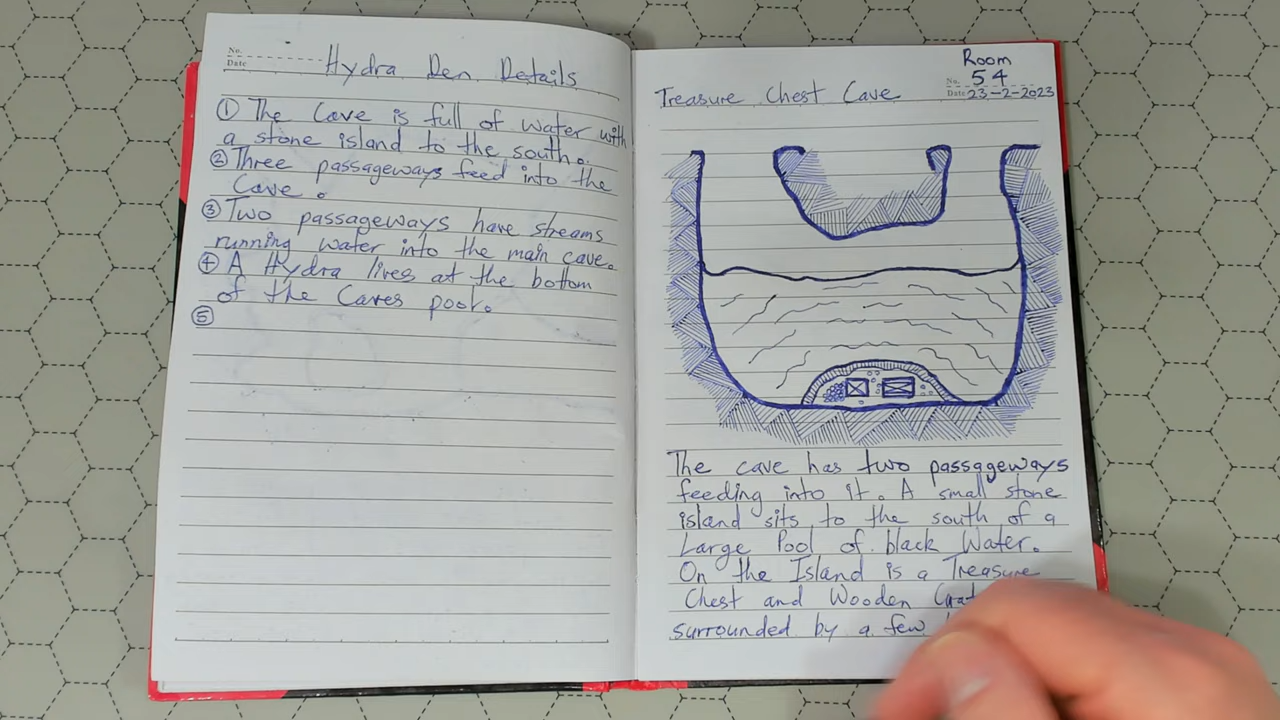 No.
Date
Hydra Den Details
① The Cave is full of water with
a stone island to the south.
② Three passageways feed into the
Cave.
③ Two passageways have streams
running water into the main cave.
④ A Hydra lives at the bottom
of the Caves pool.
⑤
Room
No. 54
Date 23-2-2023
Treasure Chest Cave
The cave has two passageways
feeding into it. A small stone
island sits to the south of a
Large Pool of black Water.
On the Island is a Treasure
Chest and Wooden
surrounded by a few